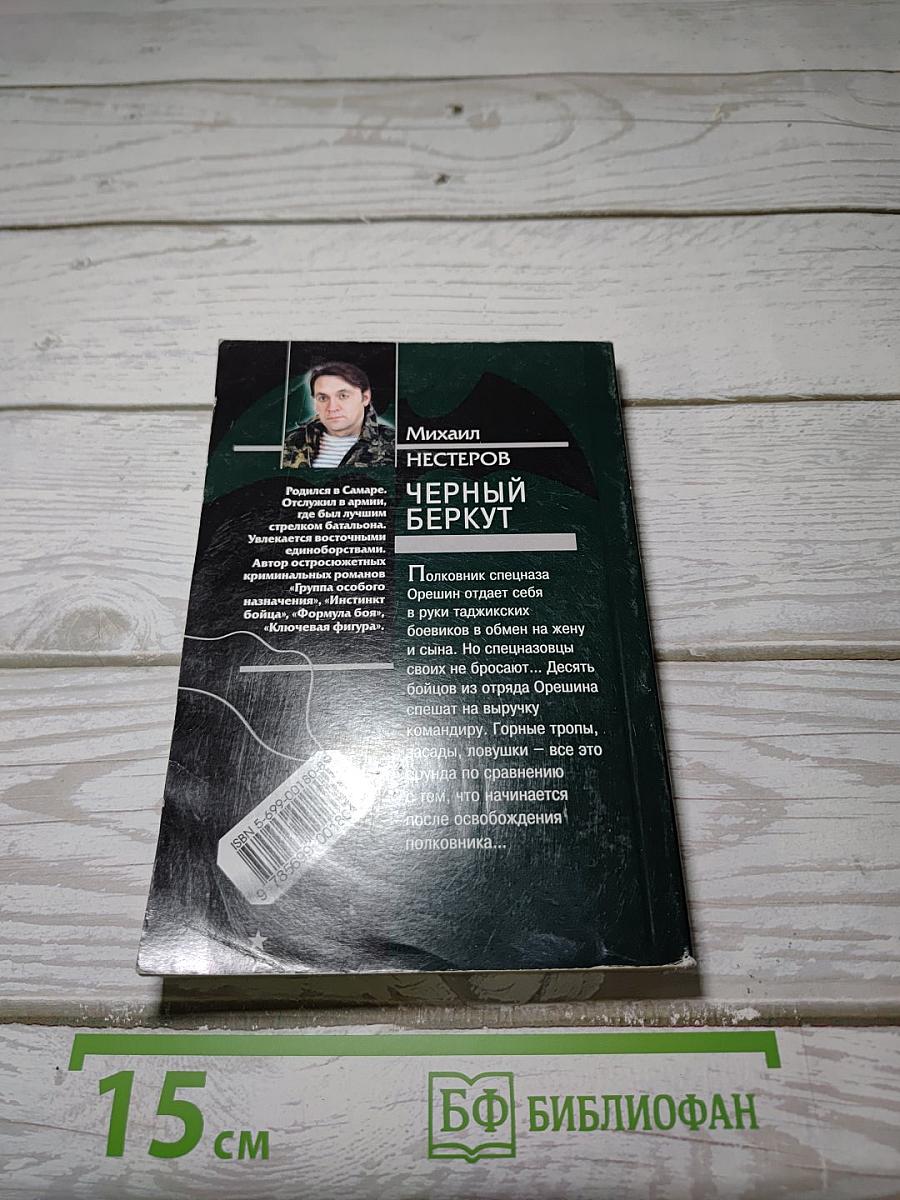 Михаил
НЕСТЕРОВ
ЧЕРНЫЙ
БЕРКУТ
Родился в Самаре.
Отслужил в армии,
где был лучшим
стрелком батальона.
Увлекается восточными
единоборствами.
Автор остросюжетных
криминальных романов
«Группа особого
назначения», «Инстинкт
бойца», «Формула боя»,
«Ключевая фигура».
Полковник спецназа
Орешин отдает себя
в руки таджикских
боевиков в обмен на жену
и сына. Но спецназовцы
своих не бросают... Десять
бойцов из отряда Орешина
спешат на выручку
командиру. Горные тропы,
засады, ловушки – все это
ерунда по сравнению
с тем, что начинается
после освобождения
полковника...
ISBN
15 см
БФ БИБЛИОФАН